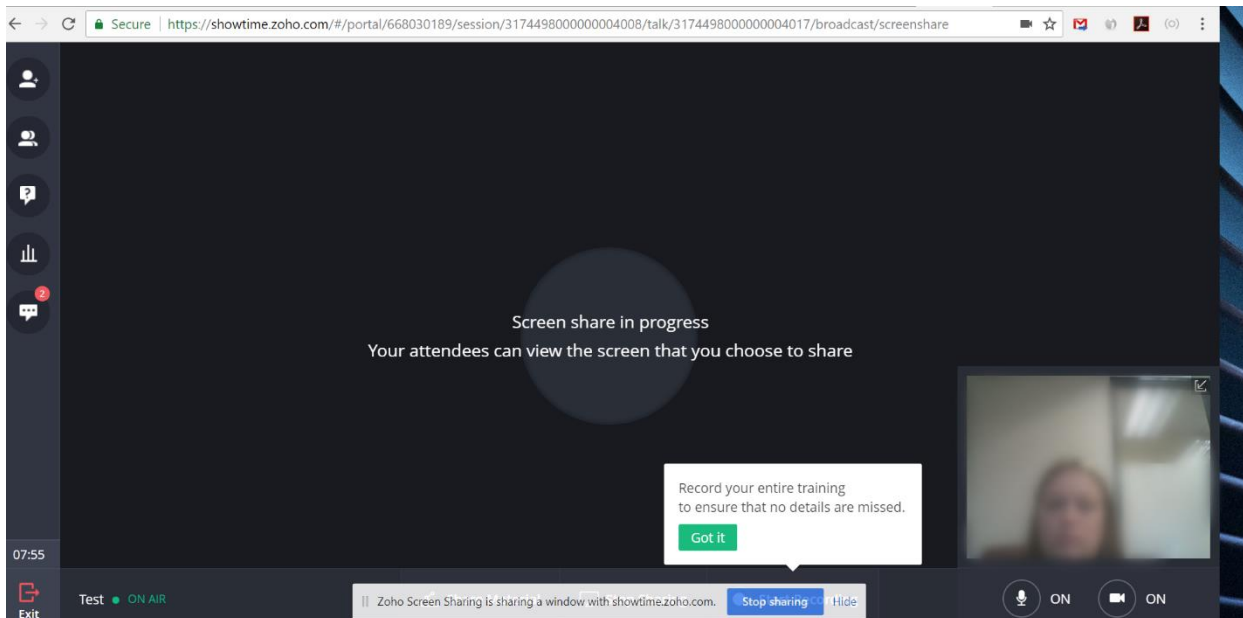 Secure | https://showtime.zoho.com/#/portal/668030189/session/3174498000000004008/talk/3174498000000004017/broadcast/screenshare
2
Screen share in progress
Your attendees can view the screen that you choose to share
Record your entire training
to ensure that no details are missed.
Got it
07:55
Exit
Test ● ON AIR
Zoho Screen Sharing is sharing a window with showtime.zoho.com. Stop sharing Hide
ON
ON